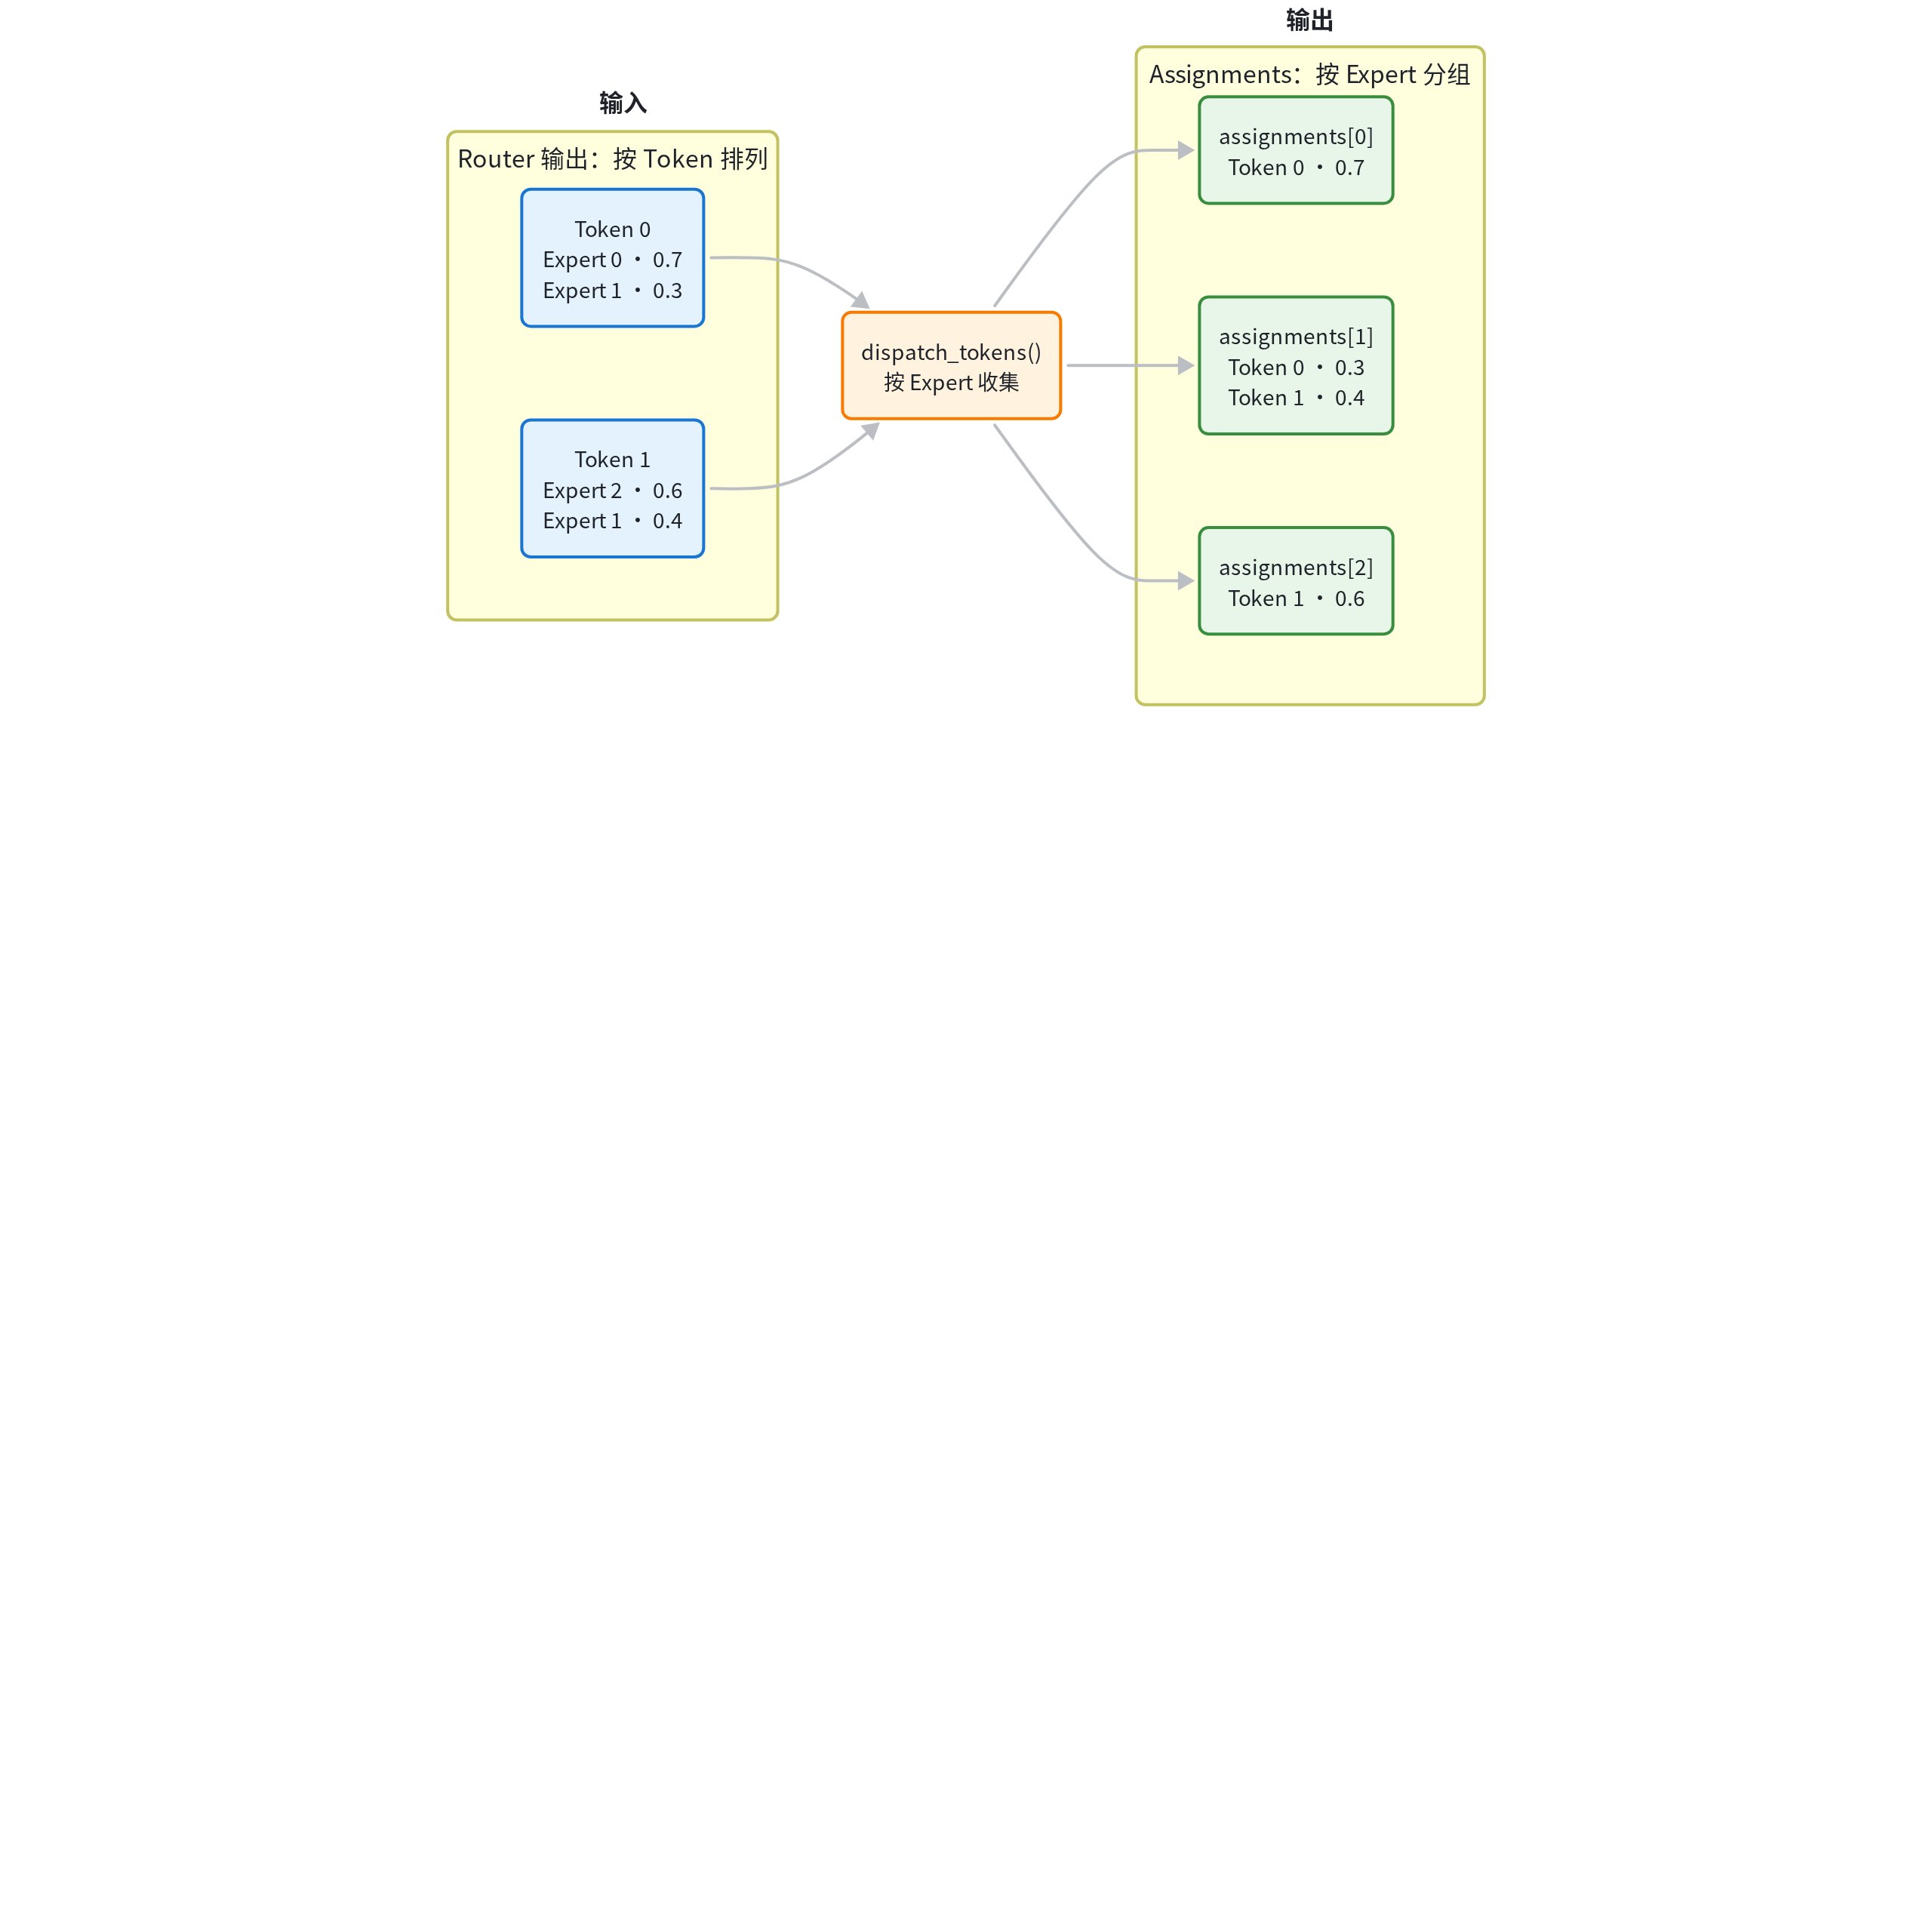 输入
Router 输出：按 Token 排列
Token 0
Expert 0 · 0.7
Expert 1 · 0.3
Token 1
Expert 2 · 0.6
Expert 1 · 0.4
dispatch_tokens()
按 Expert 收集
输出
Assignments：按 Expert 分组
assignments[0]
Token 0 · 0.7
assignments[1]
Token 0 · 0.3
Token 1 · 0.4
assignments[2]
Token 1 · 0.6